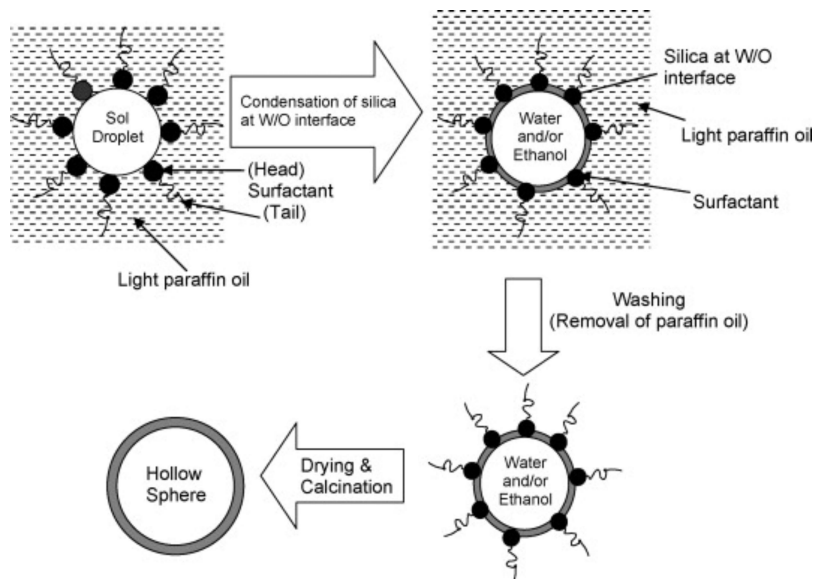 Sol
Droplet
(Head)
Surfactant
(Tail)
Light paraffin oil
Condensation of silica
at W/O interface
Water
and/or
Ethanol
Silica at W/O
interface
Light paraffin oil
Surfactant
Washing
(Removal of paraffin oil)
Water
and/or
Ethanol
Drying &
Calcination
Hollow
Sphere